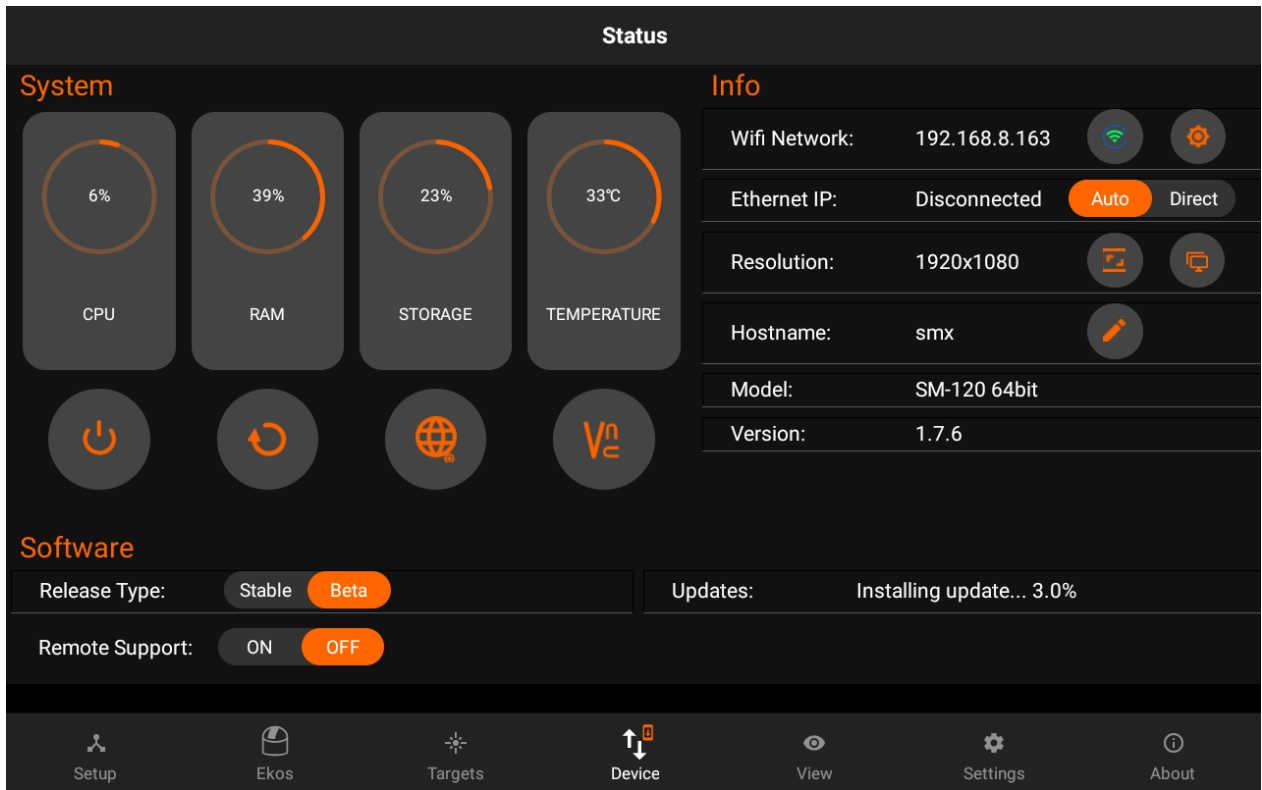 Status
System
6%
39%
23%
33℃
CPU
RAM
STORAGE
TEMPERATURE
Vnc
Info
Wifi Network: 192.168.8.163
Ethernet IP: Disconnected Auto Direct
Resolution: 1920x1080
Hostname: smx
Model: SM-120 64bit
Version: 1.7.6
Software
Release Type: Stable Beta
Updates: Installing update... 3.0%
Remote Support: ON OFF
Setup
Ekos
Targets
Device
View
Settings
About